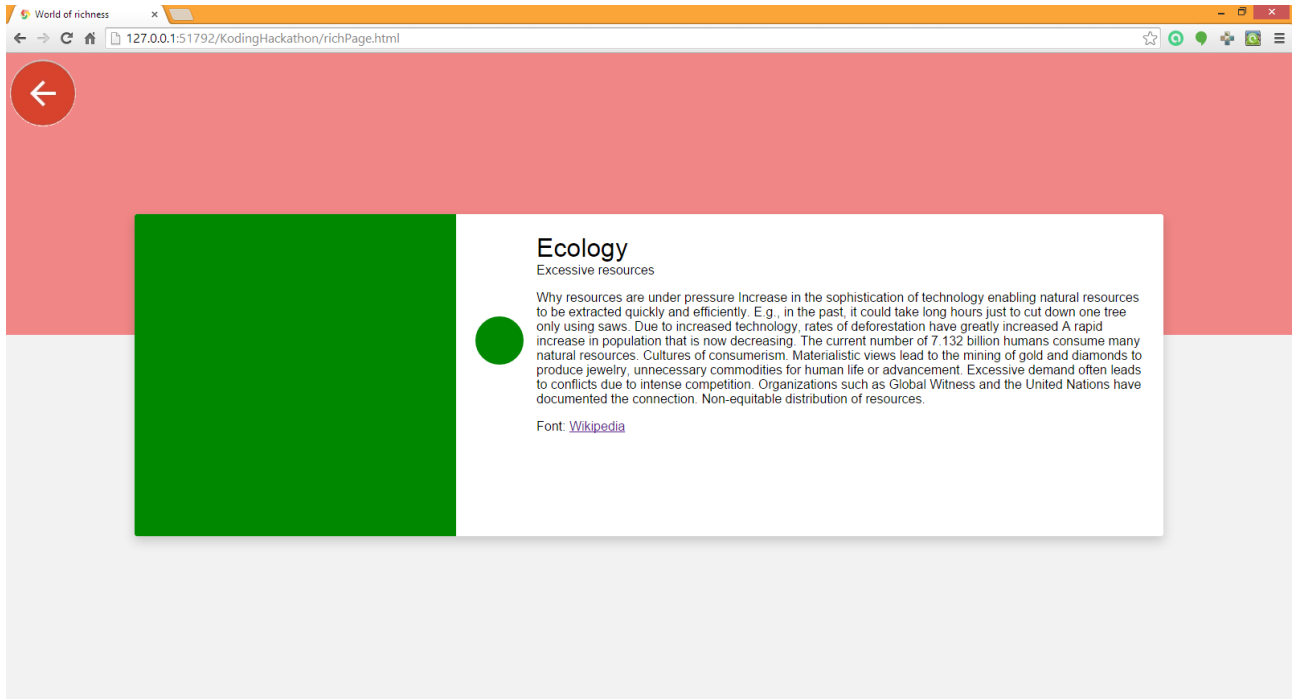 World of richness
127.0.0.1:51792/KodingHackathon/richPage.html
Ecology
Excessive resources
Why resources are under pressure Increase in the sophistication of technology enabling natural resources
to be extracted quickly and efficiently. E.g., in the past, it could take long hours just to cut down one tree
only using saws. Due to increased technology, rates of deforestation have greatly increased A rapid
increase in population that is now decreasing. The current number of 7.132 billion humans consume many
natural resources. Cultures of consumerism. Materialistic views lead to the mining of gold and diamonds to
produce jewelry, unnecessary commodities for human life or advancement. Excessive demand often leads
to conflicts due to intense competition. Organizations such as Global Witness and the United Nations have
documented the connection. Non-equitable distribution of resources.
Font: Wikipedia